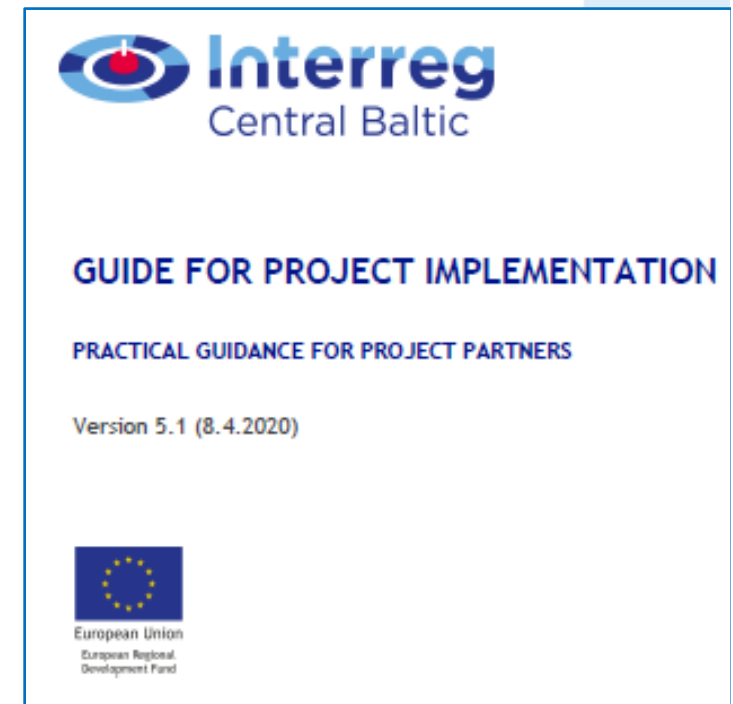 Interreg
Central Baltic
GUIDE FOR PROJECT IMPLEMENTATION
PRACTICAL GUIDANCE FOR PROJECT PARTNERS
Version 5.1 (8.4.2020)
European Union
European Regional
Development Fund